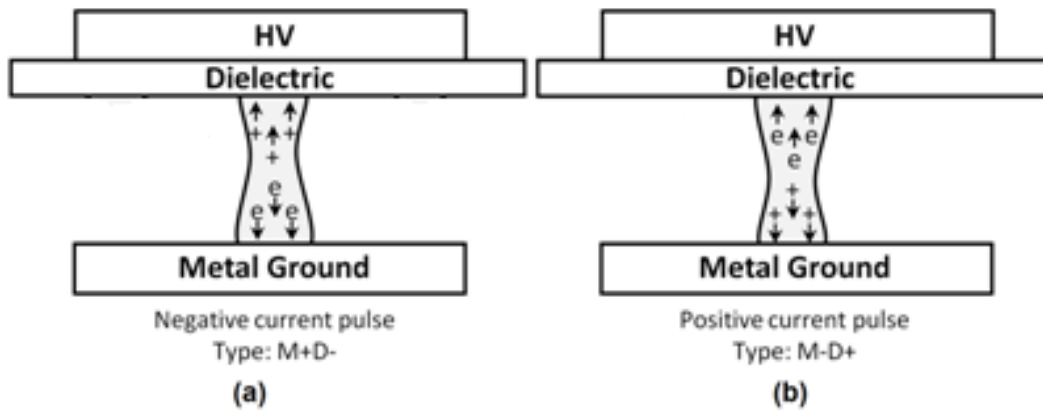 HV
Dielectric
+ +
+
e
e e
Metal Ground
Negative current pulse
Type: M+D-
(a)
HV
Dielectric
e e
e
+
+ +
Metal Ground
Positive current pulse
Type: M-D+
(b)